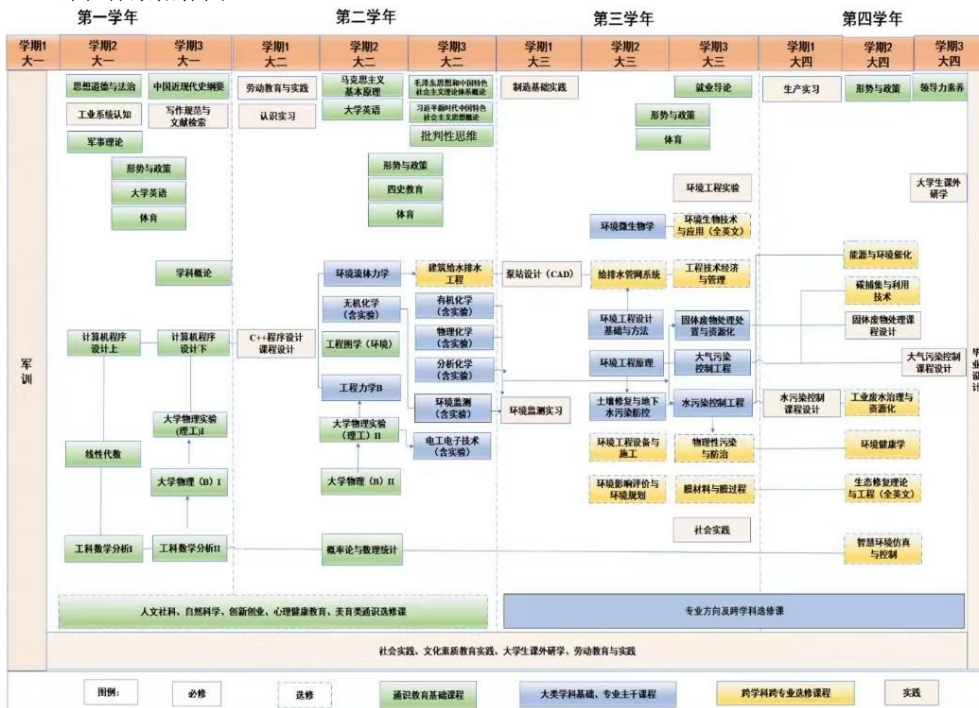 第一学年
第二学年
第三学年
第四学年
学期1
大一
学期2
大一
学期3
大一
学期1
大二
学期2
大二
学期3
大二
学期1
大三
学期2
大三
学期3
大三
学期1
大四
学期2
大四
学期3
大四
思想道德与法治
中国近现代史纲要
劳动教育与实践
马克思主义
基本原理
毛泽东思想和中国特色
社会主义理论体系概论
制造基础实践
就业导论
生产实习
形势与政策
领导力素养
工业系统认知
写作规范与
文献检索
认识实习
大学英语
习近平新时代中国特色
社会主义思想概论
形势与政策
军事理论
批判性思维
体育
形势与政策
形势与政策
大学英语
四史教育
环境工程实验
大学生课外
研学
体育
体育
环境微生物学
环境生物技术
与应用(全英文)
学科概论
环境流体力学
建筑给水排水
工程
泵站设计(CAD)
给排水管网系统
工程技术经济
与管理
能源与环境催化
无机化学
(含实验)
有机化学
(含实验)
碳捕集与利用
技术
计算机程序
设计上
计算机程序
设计下
C++程序设计
课程设计
工程图学(环境)
物理化学
(含实验)
环境工程设计
基础与方法
固体废物处理处
置与资源化
固体废物处理课
程设计
军
训
分析化学
(含实验)
环境工程原理
大气污染
控制工程
大气污染控制
课程设计
毕
业
设
计
工程力学B
环境监测
(含实验)
环境监测实习
土壤修复与地下
水污染防控
水污染控制工程
水污染控制
课程设计
工业废水治理与
资源化
大学物理实验
(理工)I
大学物理实验
(理工)II
电工电子技术
(含实验)
环境工程设备与
施工
物理性污染
与防治
环境健康学
线性代数
大学物理(B)I
大学物理(B)II
环境影响评价与
环境规划
膜材料与膜过程
生态修复理论
与工程(全英文)
社会实践
工科数学分析I
工科数学分析II
概率论与数理统计
智慧环境仿真
与控制
人文社科、自然科学、创新创业、心理健康教育、美育类通识选修课
专业方向及跨学科选修课
社会实践、文化素质教育实践、大学生课外研学、劳动教育与实践
图例:
必修
选修
通识教育基础课程
大类学科基础、专业主干课程
跨学科跨专业选修课程
实践